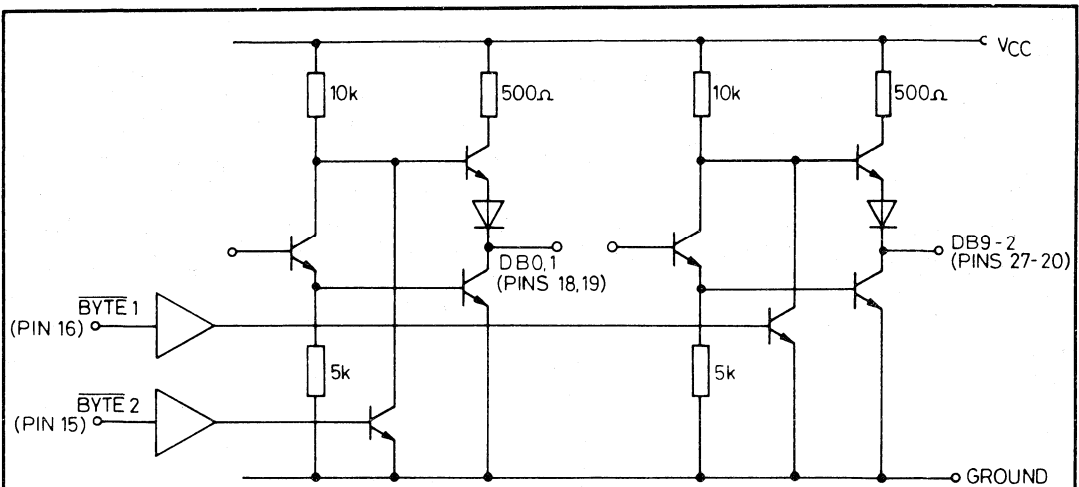 V_CC
10k
500Ω
10k
500Ω
DB0,1
(PINS 18,19)
DB9-2
(PINS 27-20)
BYTE 1
(PIN 16)
5k
5k
BYTE 2
(PIN 15)
GROUND